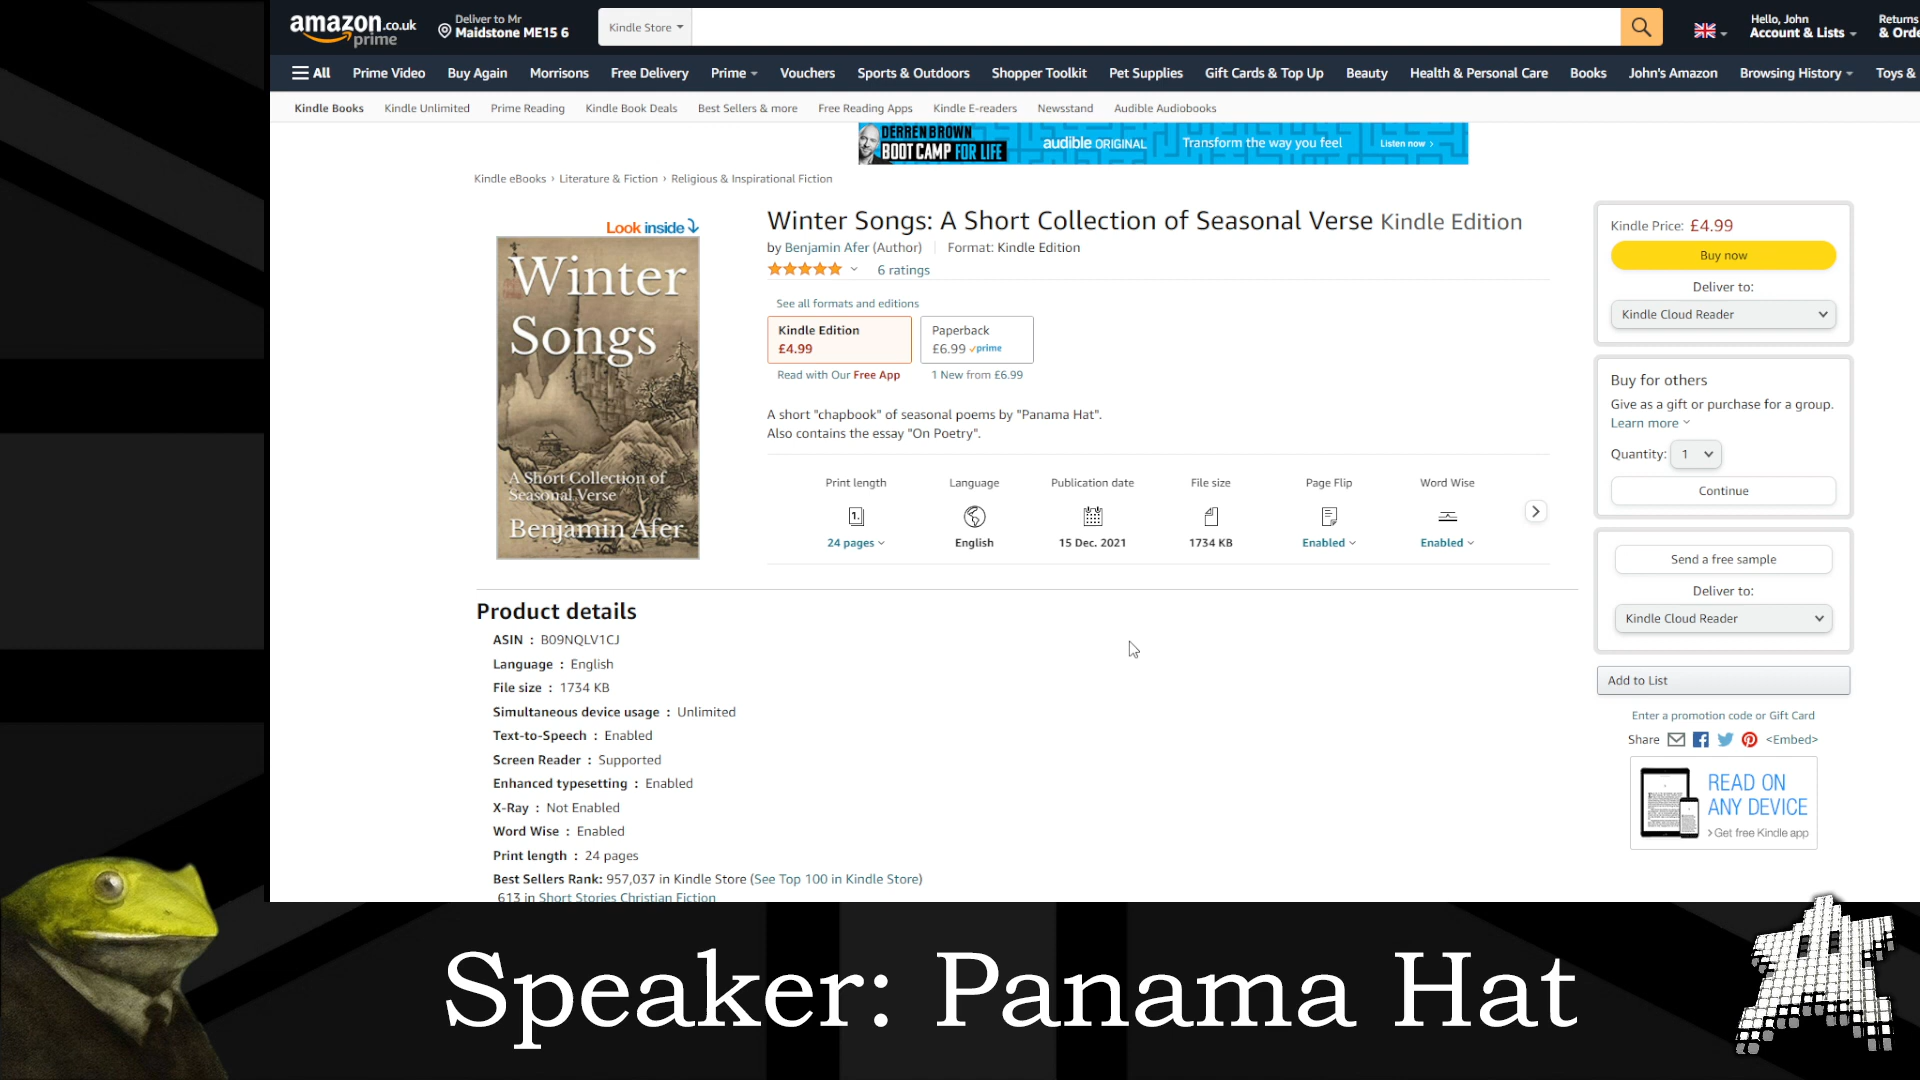 amazon.co.uk
prime
Deliver to Mr
Maidstone ME15 6
Kindle Store
Hello, John
Account & Lists
Returns
& Orde
All
Prime Video
Buy Again
Morrisons
Free Delivery
Prime
Vouchers
Sports & Outdoors
Shopper Toolkit
Pet Supplies
Gift Cards & Top Up
Beauty
Health & Personal Care
Books
John's Amazon
Browsing History
Toys &
Kindle Books
Kindle Unlimited
Prime Reading
Kindle Book Deals
Best Sellers & more
Free Reading Apps
Kindle E-readers
Newsstand
Audible Audiobooks
DERREN BROWN
BOOT CAMP FOR LIFE
audible ORIGINAL
Transform the way you feel
Listen now ›
Kindle eBooks › Literature & Fiction › Religious & Inspirational Fiction
Look inside
Winter
Songs
A Short Collection of
Seasonal Verse
Benjamin Afer
Winter Songs: A Short Collection of Seasonal Verse Kindle Edition
by Benjamin Afer (Author) | Format: Kindle Edition
6 ratings
See all formats and editions
Kindle Edition
£4.99
Read with Our Free App
Paperback
£6.99 prime
1 New from £6.99
A short "chapbook" of seasonal poems by "Panama Hat".
Also contains the essay "On Poetry".
Print length
1.
24 pages
Language
English
Publication date
15 Dec. 2021
File size
1734 KB
Page Flip
Enabled
Word Wise
Enabled
Kindle Price: £4.99
Buy now
Deliver to:
Kindle Cloud Reader
Buy for others
Give as a gift or purchase for a group.
Learn more
Quantity: 1
Continue
Send a free sample
Deliver to:
Kindle Cloud Reader
Add to List
Enter a promotion code or Gift Card
Share <Embed>
READ ON
ANY DEVICE
› Get free Kindle app
Product details
ASIN : B09NQLV1CJ
Language : English
File size : 1734 KB
Simultaneous device usage : Unlimited
Text-to-Speech : Enabled
Screen Reader : Supported
Enhanced typesetting : Enabled
X-Ray : Not Enabled
Word Wise : Enabled
Print length : 24 pages
Best Sellers Rank: 957,037 in Kindle Store (See Top 100 in Kindle Store)
613 in Short Stories Christian Fiction
Speaker: Panama Hat